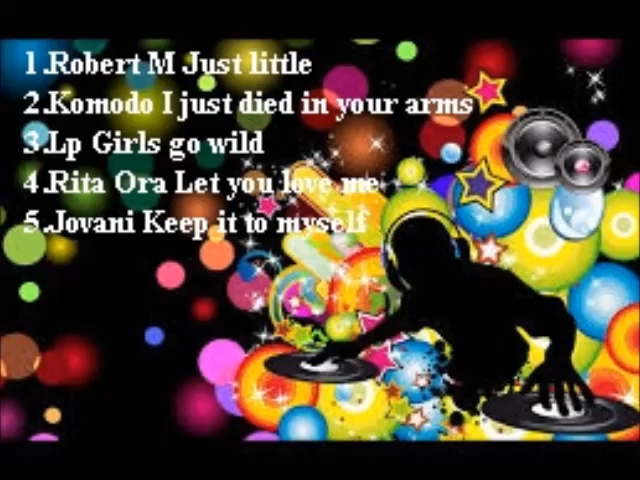 1.Robert M Just little
2.Komodo I just died in your arms
3.Lp Girls go wild
4.Rita Ora Let you love me
5.Jovani Keep it to myself